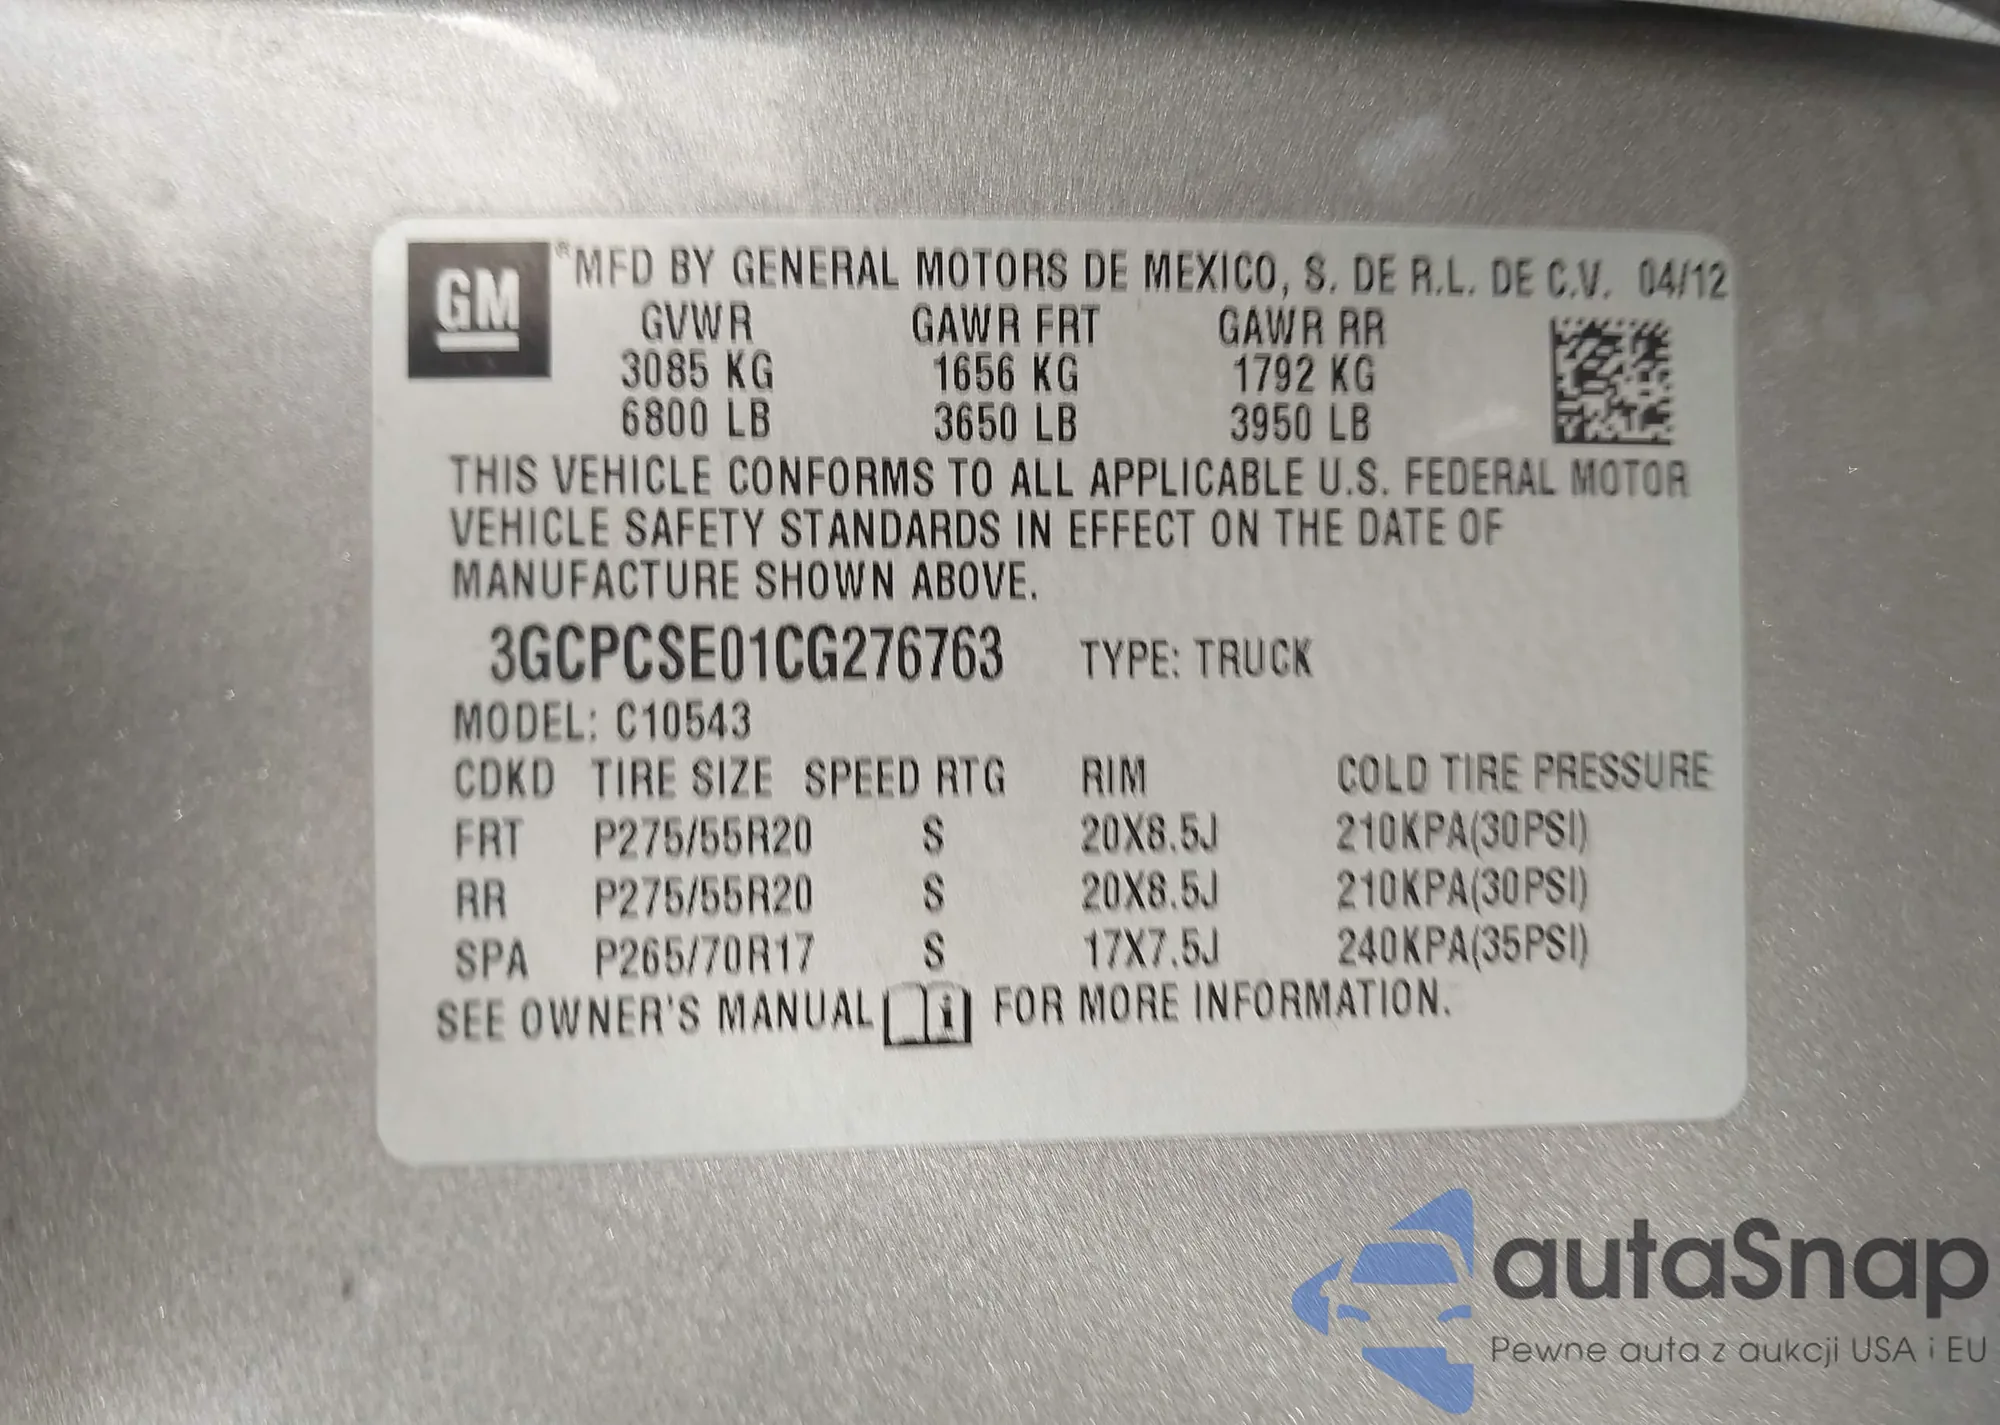 GM ®MFD BY GENERAL MOTORS DE MEXICO, S. DE R.L. DE C.V. 04/12
GVWR GAWR FRT GAWR RR
3085 KG 1656 KG 1792 KG
6800 LB 3650 LB 3950 LB
THIS VEHICLE CONFORMS TO ALL APPLICABLE U.S. FEDERAL MOTOR
VEHICLE SAFETY STANDARDS IN EFFECT ON THE DATE OF
MANUFACTURE SHOWN ABOVE.
3GCPCSE01CG276763 TYPE: TRUCK
MODEL: C10543
CDKD TIRE SIZE SPEED RTG RIM COLD TIRE PRESSURE
FRT P275/55R20 S 20X8.5J 210KPA(30PSI)
RR P275/55R20 S 20X8.5J 210KPA(30PSI)
SPA P265/70R17 S 17X7.5J 240KPA(35PSI)
SEE OWNER'S MANUAL i FOR MORE INFORMATION.
autaSnap
Pewne auta z aukcji USA i EU